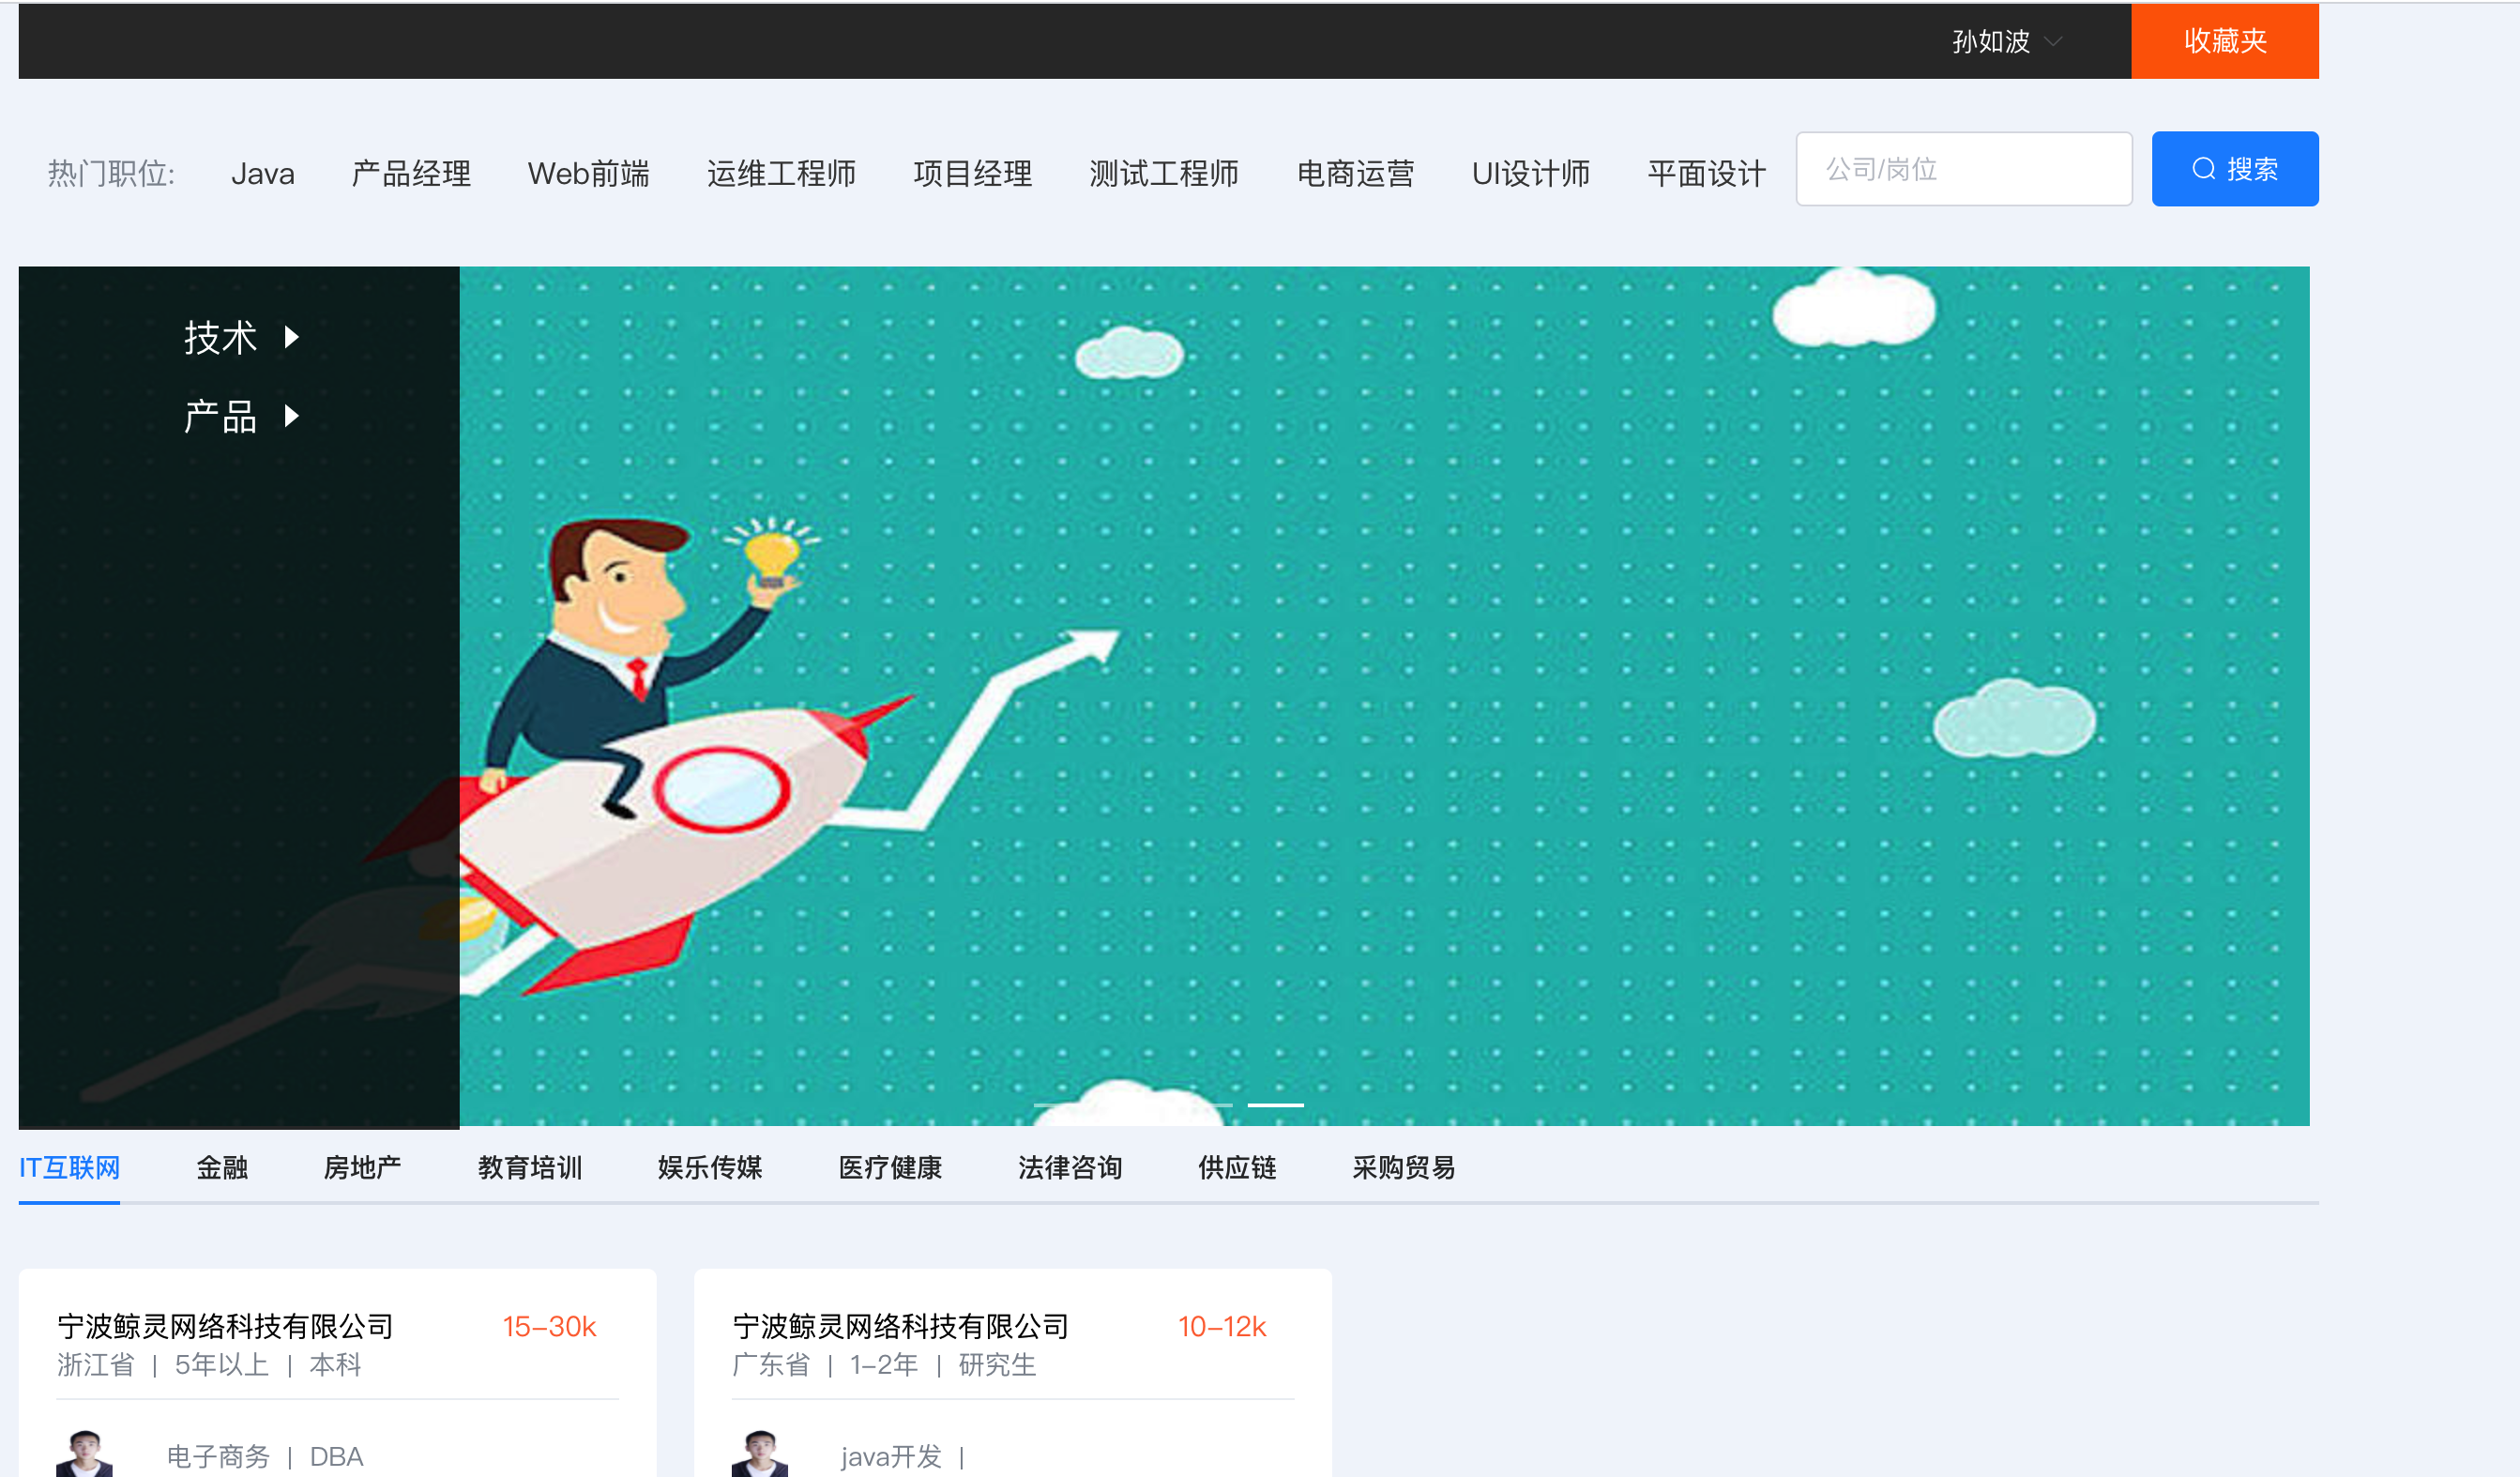 孙如波 收藏夹
热门职位: Java 产品经理 Web前端 运维工程师 项目经理 测试工程师 电商运营 UI设计师 平面设计 公司/岗位 搜索
技术
产品
IT互联网 金融 房地产 教育培训 娱乐传媒 医疗健康 法律咨询 供应链 采购贸易
宁波鲸灵网络科技有限公司 15-30k
浙江省 | 5年以上 | 本科
电子商务 | DBA
宁波鲸灵网络科技有限公司 10-12k
广东省 | 1-2年 | 研究生
java开发 |